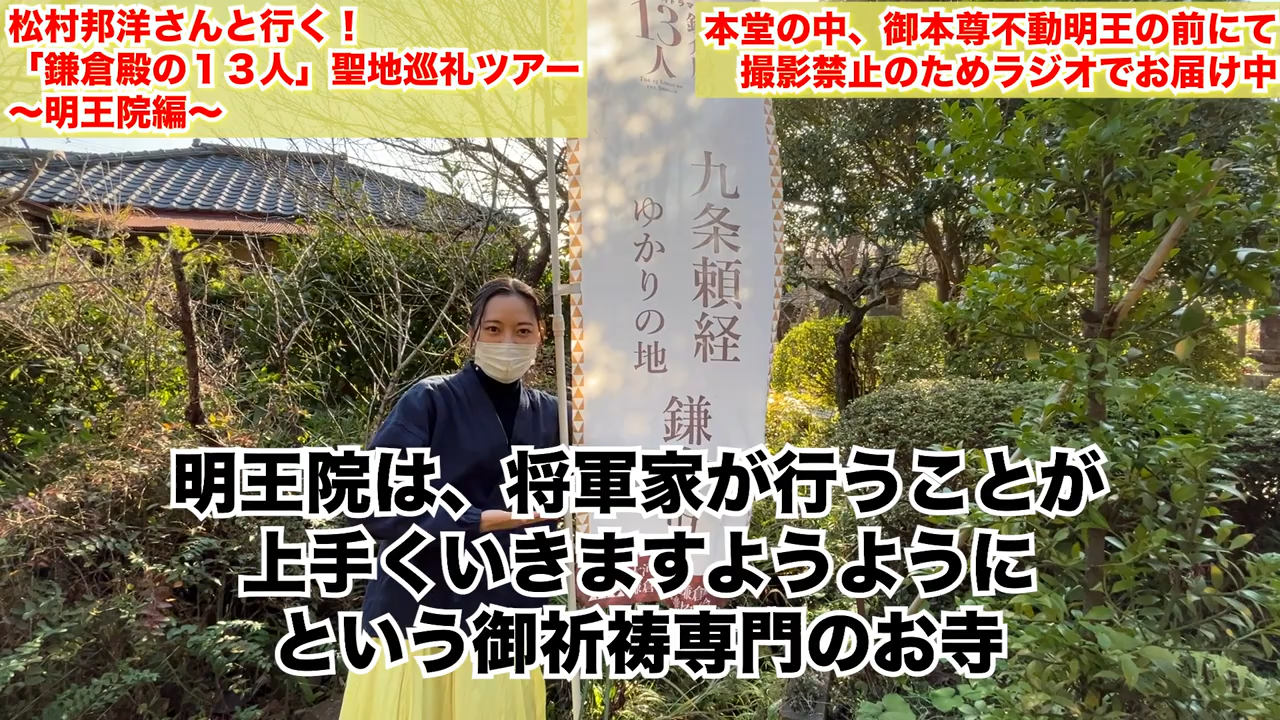 松村邦洋さんと行く！
「鎌倉殿の１３人」聖地巡礼ツアー
～明王院編～
本堂の中、御本尊不動明王の前にて
撮影禁止のためラジオでお届け中
13人
九条頼経
ゆかりの地
鎌
明王院は、将軍家が行うことが
上手くいきますようように
という御祈祷専門のお寺